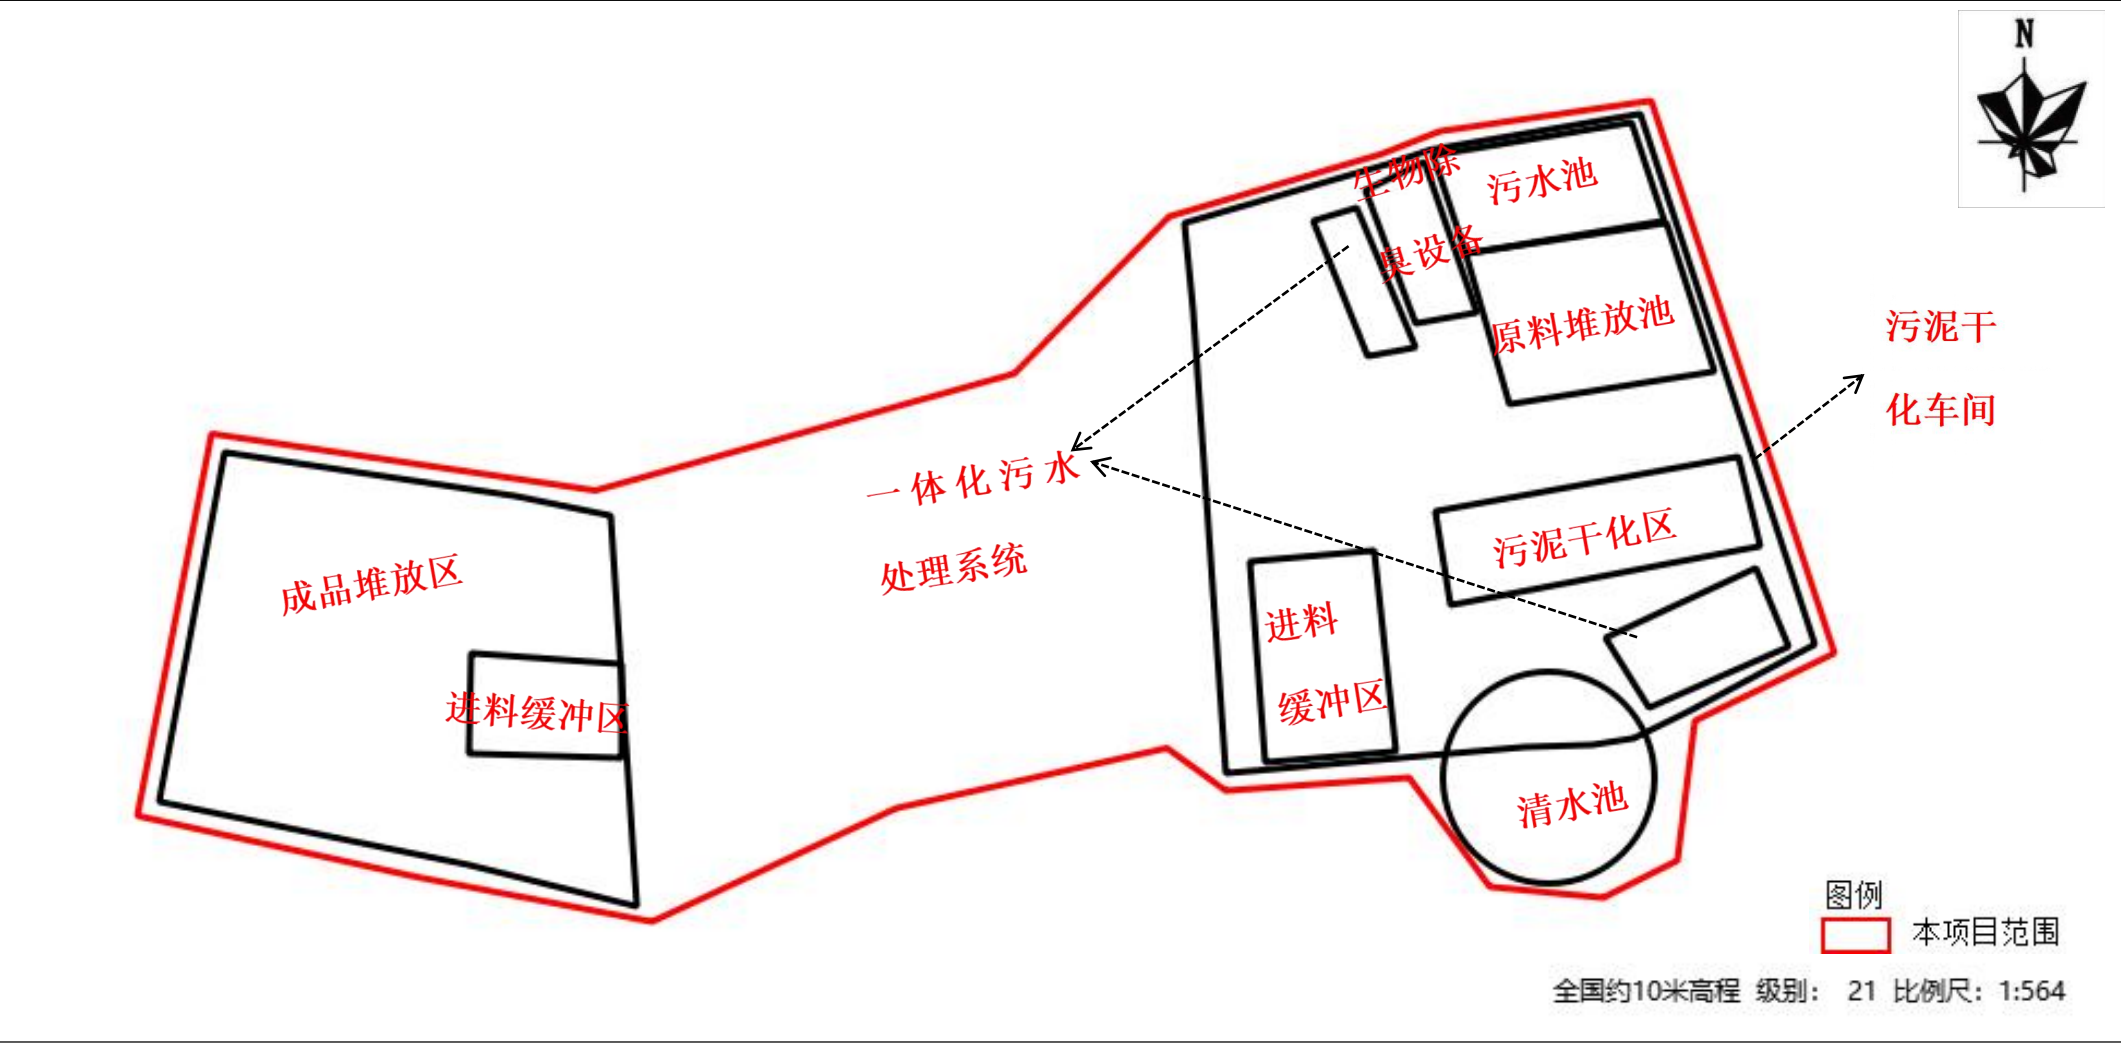 N
生物除
臭设备
污水池
原料堆放池
污泥干
化车间
一体化污水
处理系统
污泥干化区
成品堆放区
进料缓冲区
进料
缓冲区
清水池
图例
本项目范围
全国约10米高程 级别： 21 比例尺：1:564